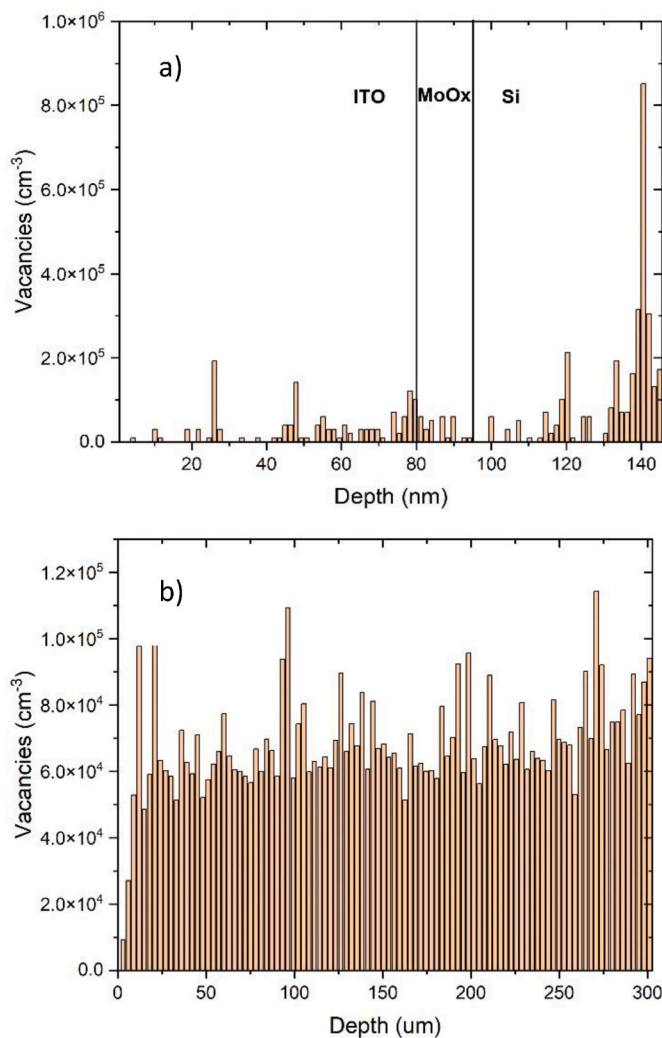 1.0×10⁶
a)
ITO
MoOx
Si
8.0×10⁵
6.0×10⁵
4.0×10⁵
2.0×10⁵
0.0
Vacancies (cm⁻³)
20 40 60 80 100 120 140
Depth (nm)
1.2×10⁵
b)
1.0×10⁵
8.0×10⁴
6.0×10⁴
4.0×10⁴
2.0×10⁴
0.0
Vacancies (cm⁻³)
0 50 100 150 200 250 300
Depth (um)